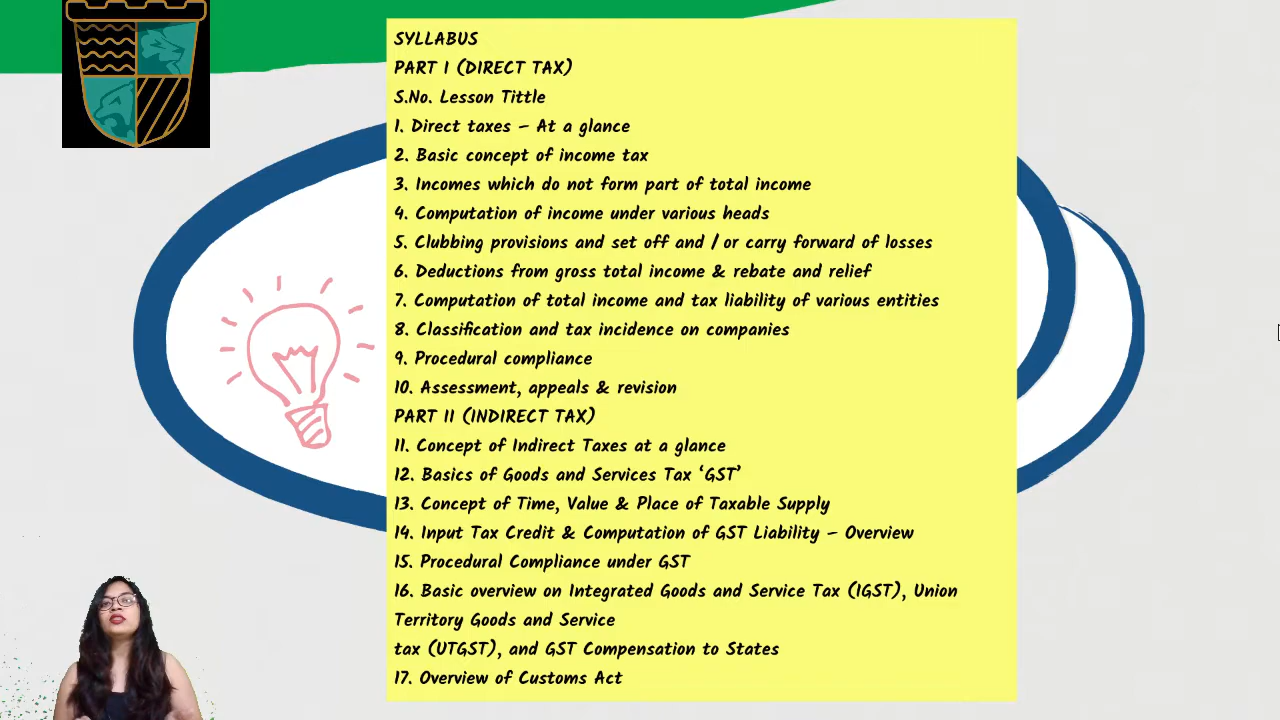 SYLLABUS
PART I (DIRECT TAX)
S.No. Lesson Tittle
1. Direct taxes – At a glance
2. Basic concept of income tax
3. Incomes which do not form part of total income
4. Computation of income under various heads
5. Clubbing provisions and set off and / or carry forward of losses
6. Deductions from gross total income & rebate and relief
7. Computation of total income and tax liability of various entities
8. Classification and tax incidence on companies
9. Procedural compliance
10. Assessment, appeals & revision
PART II (INDIRECT TAX)
11. Concept of Indirect Taxes at a glance
12. Basics of Goods and Services Tax ‘GST’
13. Concept of Time, Value & Place of Taxable Supply
14. Input Tax Credit & Computation of GST Liability – Overview
15. Procedural Compliance under GST
16. Basic overview on Integrated Goods and Service Tax (IGST), Union
Territory Goods and Service
tax (UTGST), and GST Compensation to States
17. Overview of Customs Act